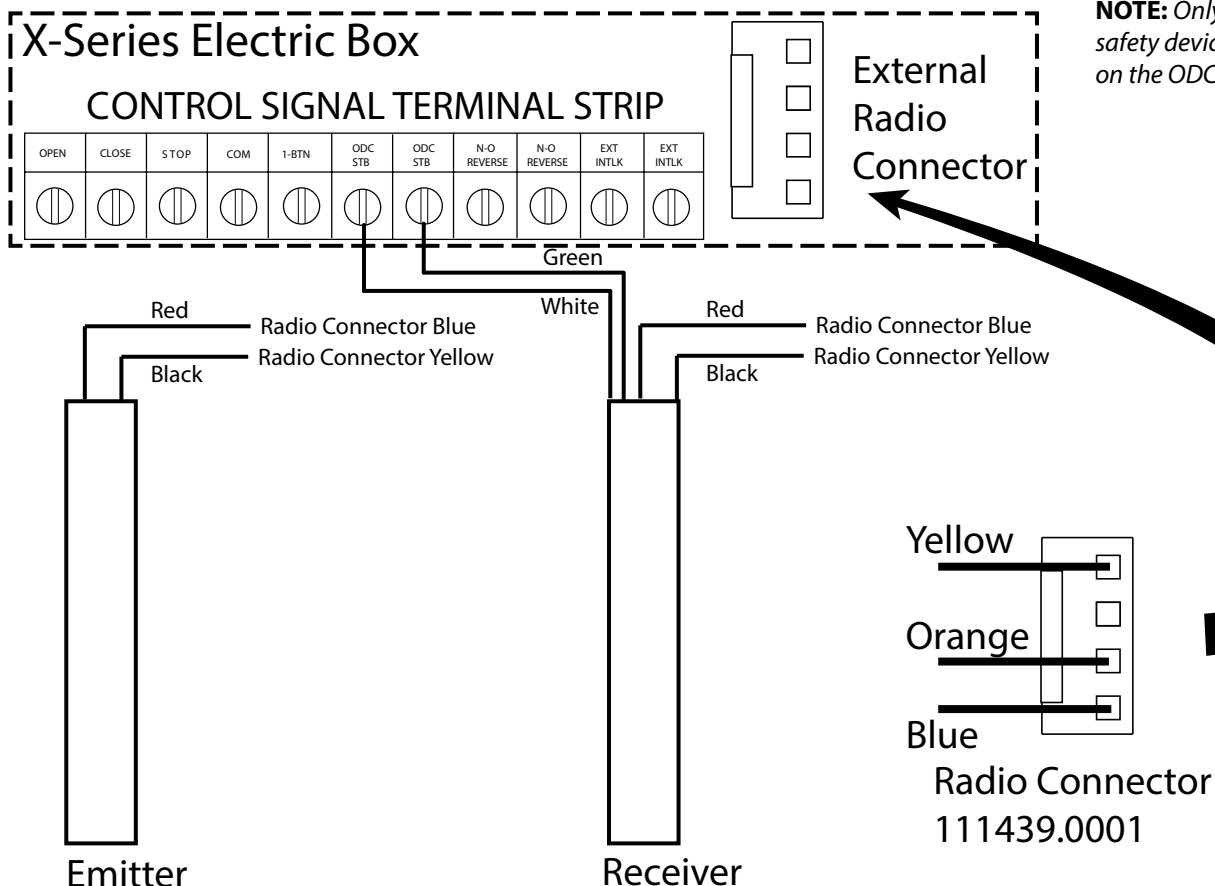 NOTE: Only
safety devic
on the ODC
X-Series Electric Box
CONTROL SIGNAL TERMINAL STRIP
OPEN CLOSE STOP COM 1-BTN ODC STB ODC STB N-O REVERSE N-O REVERSE EXT INTLK EXT INTLK
External
Radio
Connector
Green
White
Red
Radio Connector Blue
Radio Connector Yellow
Black
Red
Radio Connector Blue
Radio Connector Yellow
Black
Yellow
Orange
Blue
Radio Connector
111439.0001
Emitter
Receiver